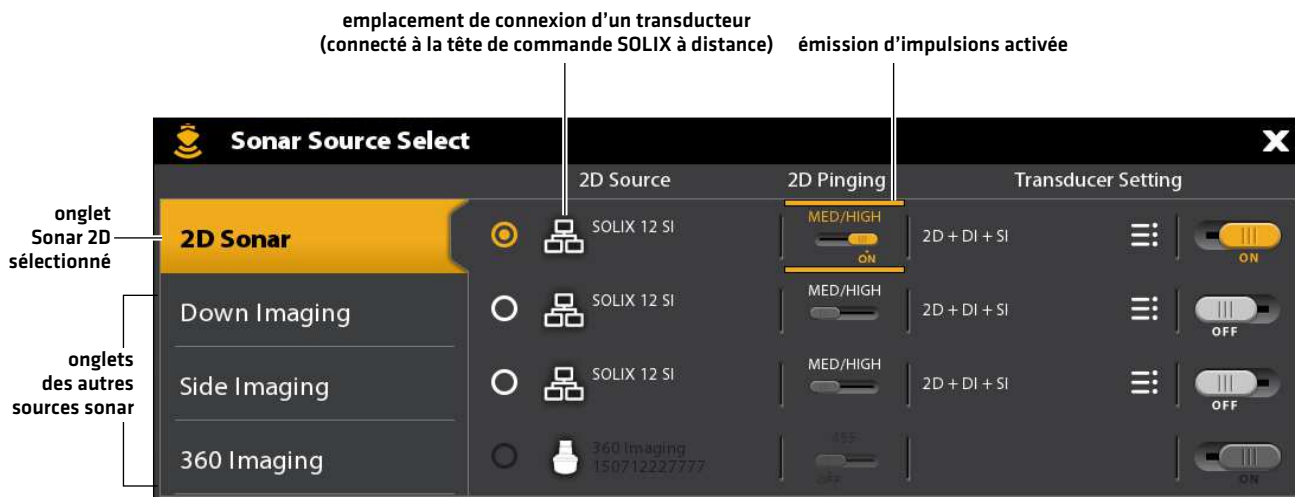 emplacement de connexion d’un transducteur
(connecté à la tête de commande SOLIX à distance)
émission d’impulsions activée
Sonar Source Select
X
2D Source
2D Pinging
Transducer Setting
onglet
Sonar 2D
sélectionné
2D Sonar
SOLIX 12 SI
MED/HIGH
ON
2D + DI + SI
ON
Down Imaging
SOLIX 12 SI
MED/HIGH
2D + DI + SI
OFF
onglets
des autres
sources sonar
Side Imaging
SOLIX 12 SI
MED/HIGH
2D + DI + SI
OFF
360 Imaging
360 Imaging
150712227777
455
OFF
ON